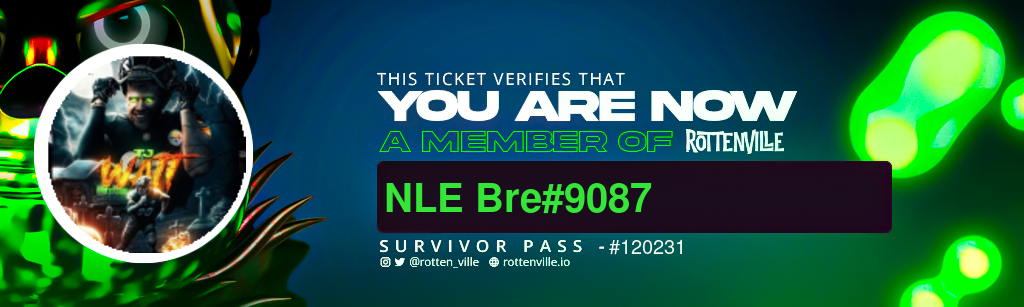 THIS TICKET VERIFIES THAT
YOU ARE NOW
A MEMBER OF ROTTENVILLE
NLE Bre#9087
SURVIVOR PASS - #120231
@rotten_ville rottenville.io
T.J.
WATT